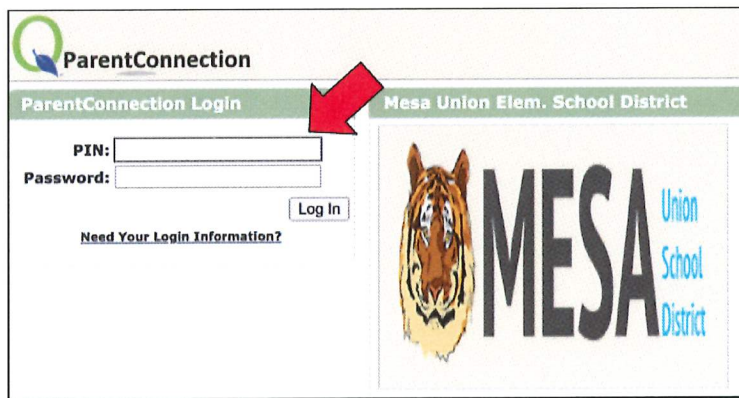 ParentConnection
ParentConnection Login
PIN:
Password:
Log In
Need Your Login Information?
Mesa Union Elem. School District
MESA
Union
School
District